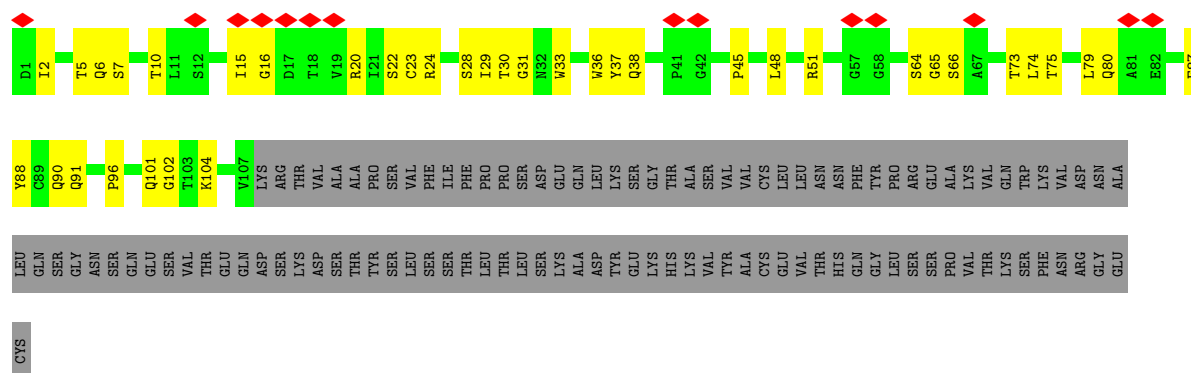 D1 I2 T5 Q6 S7 T10 L11 S12 I15 G16 D17 T18 V19 R20 I21 S22 C23 R24 S28 I29 T30 G31 N32 W33 W36 Y37 Q38 P41 G42 P45 L48 R51 G57 G58 S64 G65 S66 A67 T73 L74 T75 L79 Q80 A81 E82
Y88 C89 Q90 Q91 P96 Q101 G102 T103 K104 V107 LYS ARG THR VAL ALA ALA PRO SER VAL PHE ILE PHE PRO PRO SER ASP GLU GLN LEU LYS SER GLY THR ALA SER VAL VAL CYS LEU LEU ASN ASN PHE TYR PRO ARG GLU ALA LYS VAL GLN TRP LYS VAL ASP ASN ALA
LEU GLN SER GLY ASN SER GLN GLU SER VAL THR GLU GLN ASP SER LYS ASP SER THR TYR SER LEU SER SER THR LEU THR LEU SER LYS ALA ASP TYR GLU LYS HIS LYS VAL TYR ALA CYS GLU VAL THR HIS GLN GLY LEU SER SER PRO VAL THR LYS SER PHE ASN ARG GLY GLU
CYS